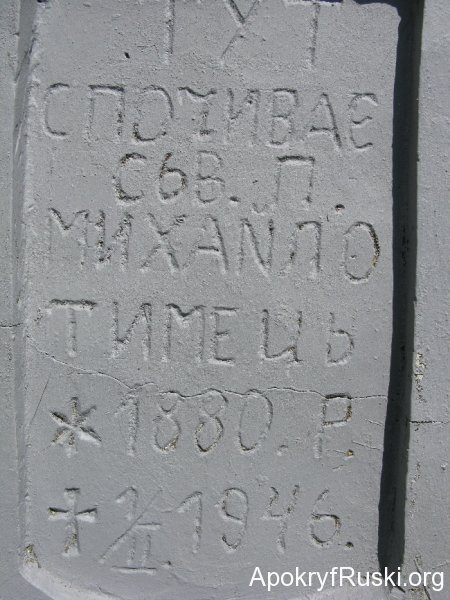 ТУТ
СПОЧИВАЄ
СЬВ. П.
МИХАЙЛО
ТИМЕЦЬ
* 1880. Р.
+ 1/II. 1946.
ApokryfRuski.org